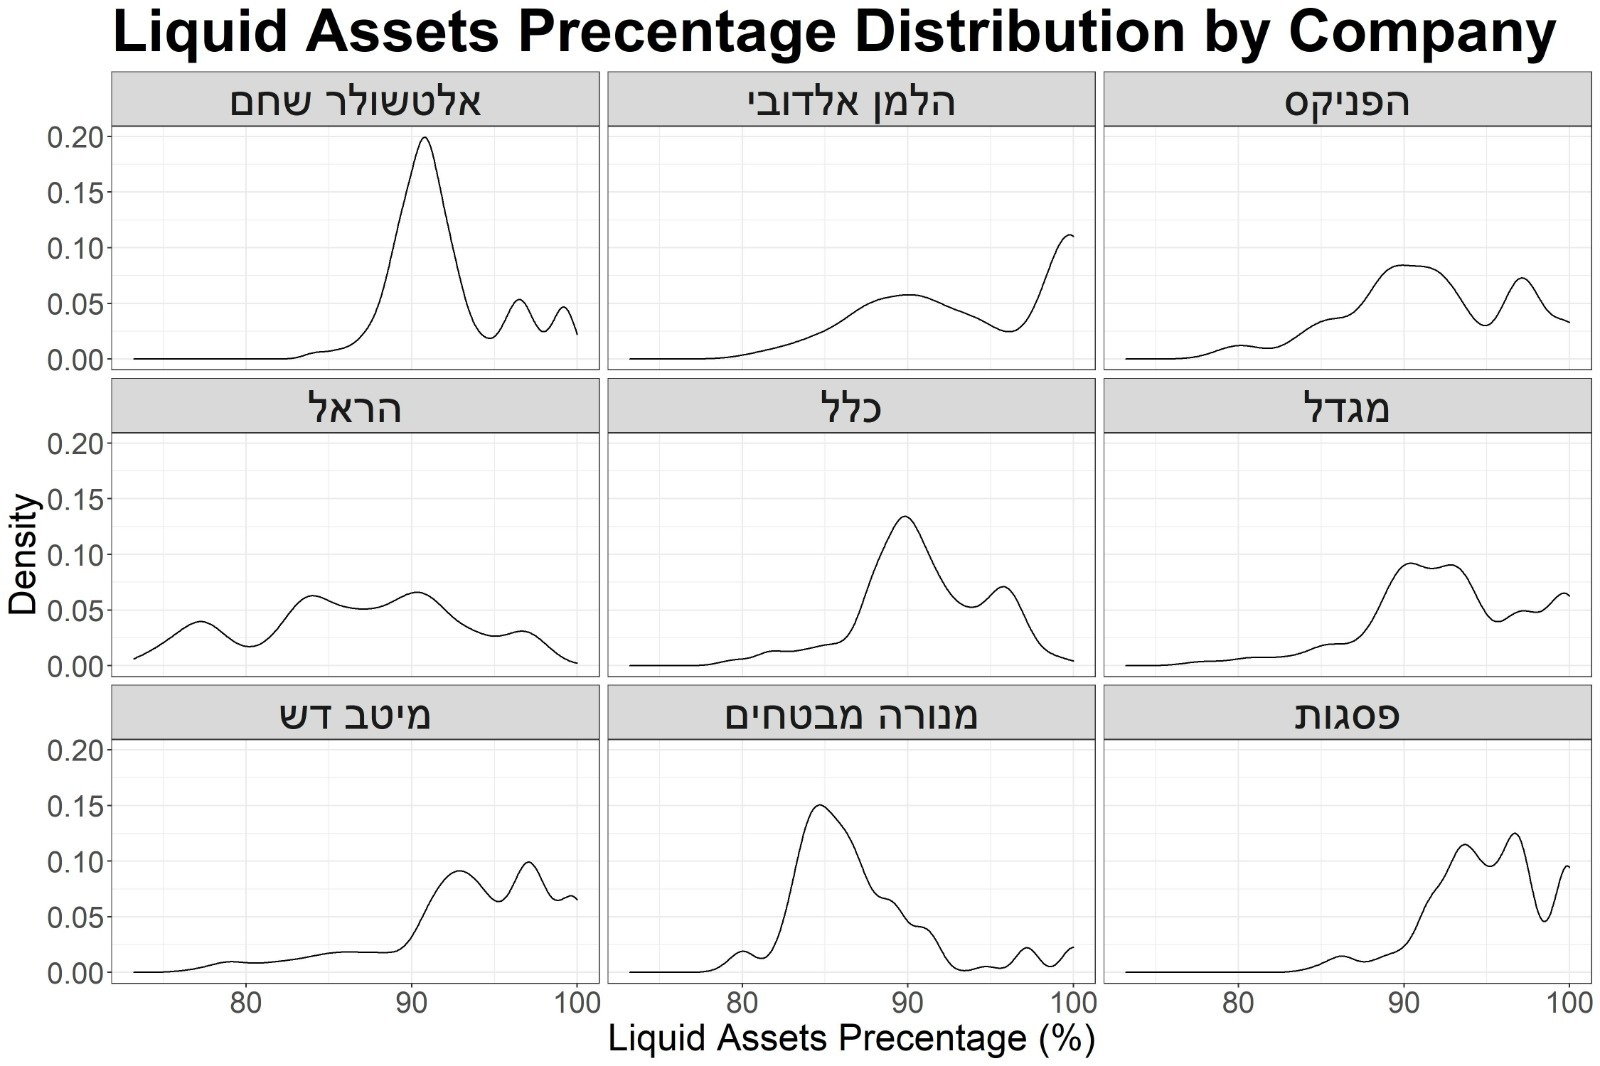 Liquid Assets Precentage Distribution by Company
אלטשולר שחם
הלמן אלדובי
הפניקס
0.20
0.15
0.10
0.05
0.00
הראל
כלל
מגדל
0.20
0.15
0.10
0.05
0.00
מיטב דש
מנורה מבטחים
פסגות
0.20
0.15
0.10
0.05
0.00
80 90 100
80 90 100
80 90 100
Density
Liquid Assets Precentage (%)